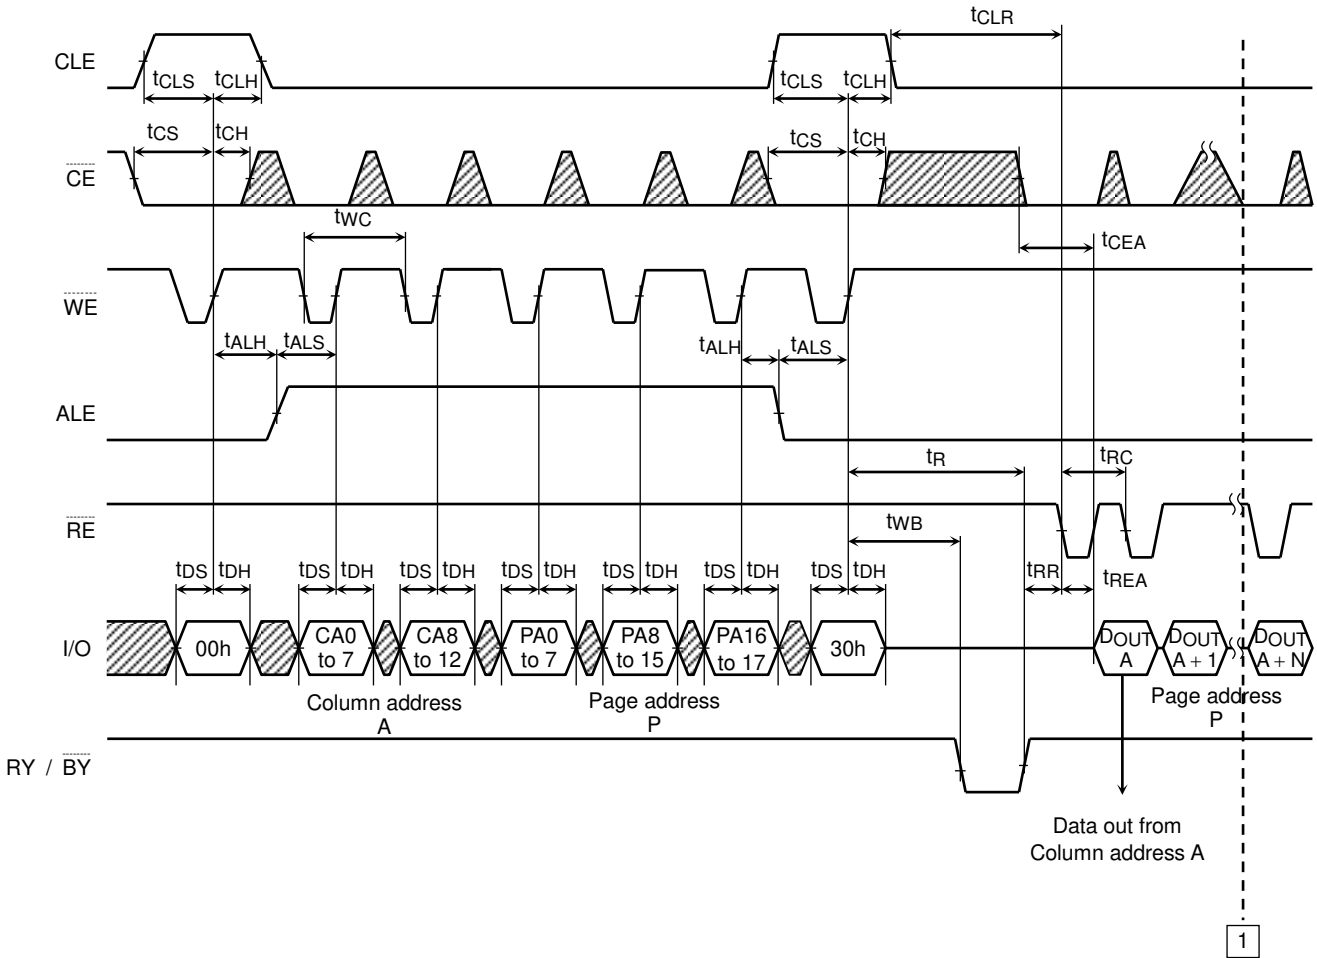 tCLR
CLE
tCLS tCLH tCLS tCLH
tCS tCH tCS tCH
CE
tWC
tCEA
WE
tALH tALS tALH tALS
ALE
tR tRC
RE
tWB
tDS tDH tDS tDH tDS tDH tDS tDH tDS tDH tDS tDH tDS tDH tRR tREA
I/O 00h CA0 to 7 CA8 to 12 PA0 to 7 PA8 to 15 PA16 to 17 30h DOUT A DOUT A + 1 DOUT A + N
Column address A
Page address P
Page address P
RY / BY
Data out from
Column address A
1